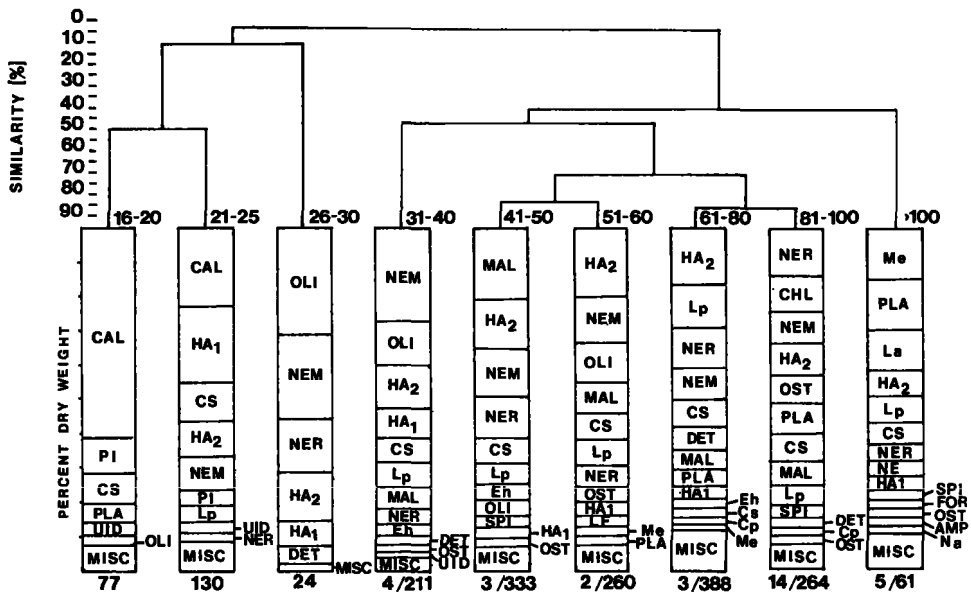 SIMILARITY [%]
0
10
20
30
40
50
60
70
80
90
16-20 21-25 26-30 31-40 41-50 51-60 61-80 81-100 >100
PERCENT DRY WEIGHT
CAL
PI
CS
PLA
UID
OLI
MISC
77
CAL
HA1
CS
HA2
NEM
PI
Lp
UID
NER
MISC
130
OLI
NEM
NER
HA2
HA1
DET
MISC
24
NEM
OLI
HA2
HA1
CS
Lp
MAL
NER
Eh
DET
OST
UID
MISC
4/211
MAL
HA2
NEM
NER
CS
Lp
Eh
OLI
SPI
HA1
OST
MISC
3/333
HA2
NEM
OLI
MAL
CS
Lp
NER
OST
HA1
LF
Me
PLA
MISC
2/260
HA2
Lp
NER
NEM
CS
DET
MAL
PLA
HA1
Eh
Cs
Cp
Me
MISC
3/388
NER
CHL
NEM
HA2
OST
PLA
CS
MAL
Lp
SPI
DET
Cp
OST
MISC
14/264
Me
PLA
La
HA2
Lp
CS
NER
NE
HA1
SPI
FOR
OST
AMP
Na
MISC
5/61